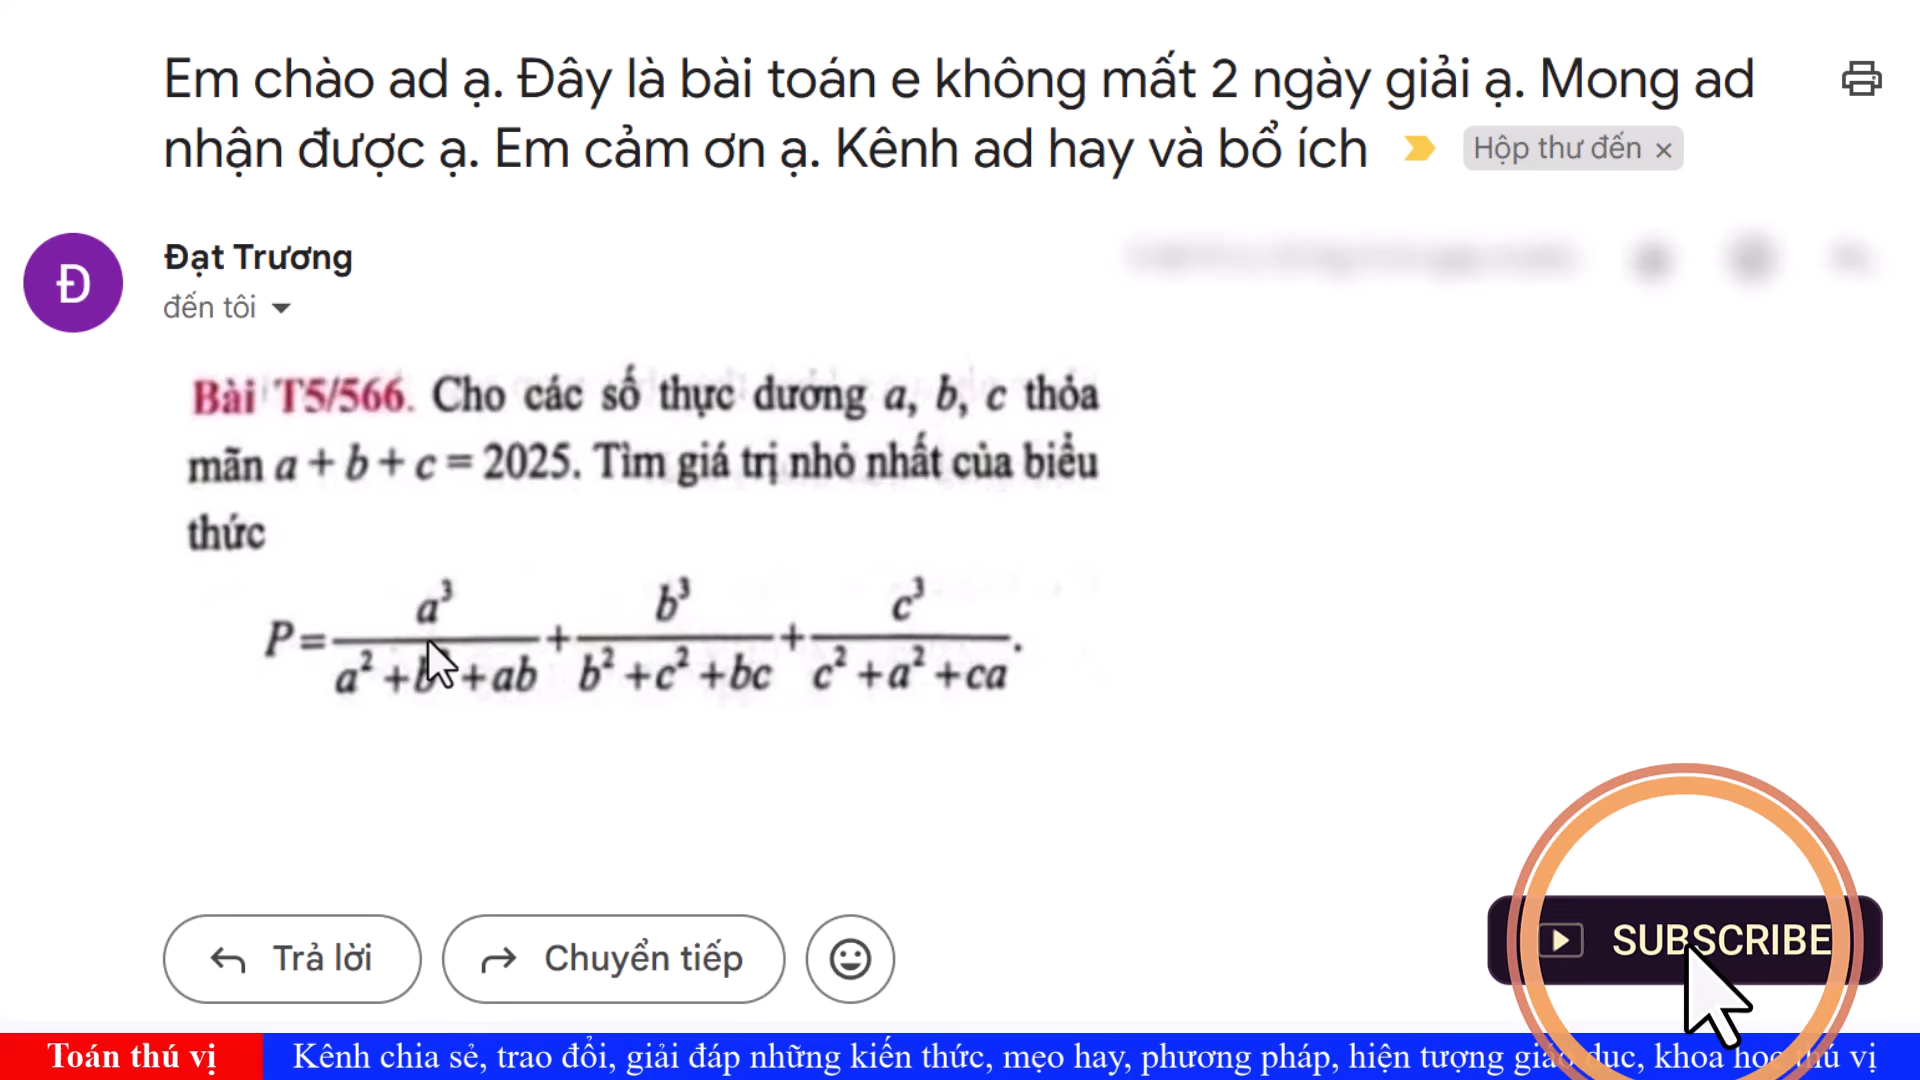 Em chào ad ạ. Đây là bài toán e không mất 2 ngày giải ạ. Mong ad
nhận được ạ. Em cảm ơn ạ. Kênh ad hay và bổ ích
Hộp thư đến ×
Đ
Đạt Trương
đến tôi
Bài T5/566. Cho các số thực dương a, b, c thỏa
mãn a + b + c = 2025. Tìm giá trị nhỏ nhất của biểu
thức
P = a³/(a² + b² + ab) + b³/(b² + c² + bc) + c³/(c² + a² + ca).
Trả lời
Chuyển tiếp
SUBSCRIBE
Toán thú vị
Kênh chia sẻ, trao đổi, giải đáp những kiến thức, mẹo hay, phương pháp, hiện tượng giáo dục, khoa học thú vị